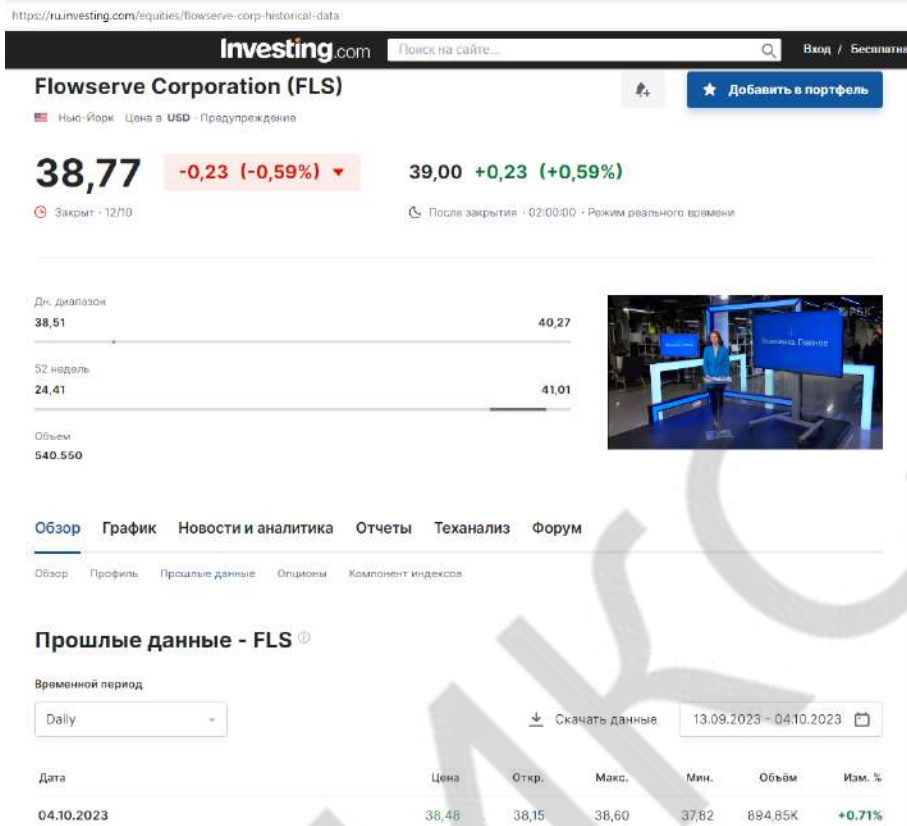 https://ru.investing.com/equities/flowserve-corp-historical-data
Investing.com Поиск на сайте... Вход / Бесплатна
Flowserve Corporation (FLS)
Добавить в портфель
Нью-Йорк Цена в USD · Предупреждение
38,77 -0,23 (-0,59%) 39,00 +0,23 (+0,59%)
Закрыт · 12/10 После закрытия · 02:00:00 · Режим реального времени
Дн. диапазон
38,51 40,27
52 недель
24,41 41,01
Объем
540.550
РБК
Главное
Обзор График Новости и аналитика Отчеты Теханализ Форум
Обзор Профиль Прошлые данные Опционы Компонент индексов
Прошлые данные - FLS
Временной период
Daily Скачать данные 13.09.2023 - 04.10.2023
Дата Цена Откр. Макс. Мин. Объём Изм. %
04.10.2023 38,48 38,15 38,60 37,82 894,85K +0.71%